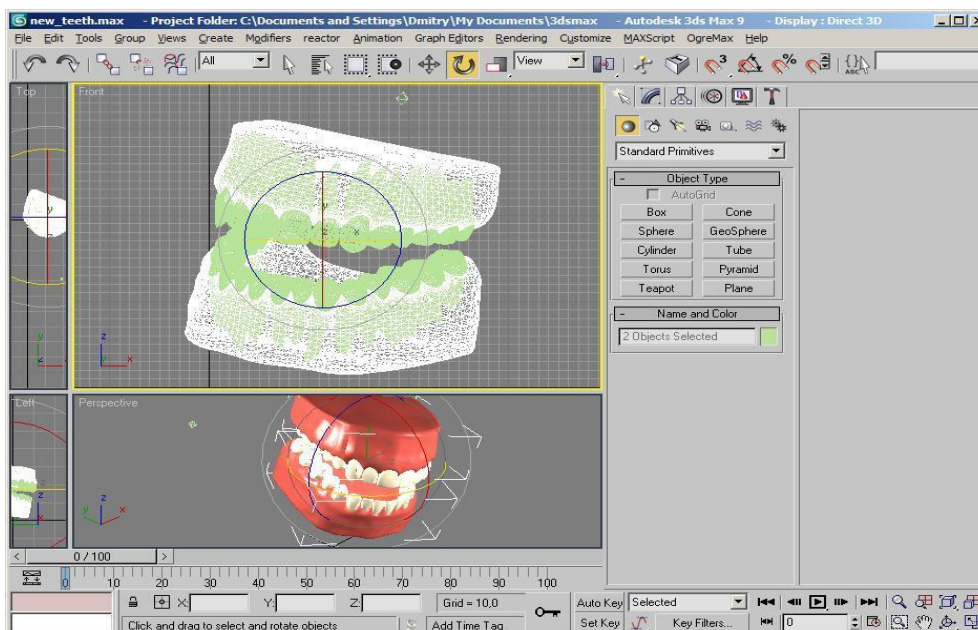 new_teeth.max - Project Folder: C:\Documents and Settings\Dmitry\My Documents\3dsmax - Autodesk 3ds Max 9 - Display : Direct 3D
File Edit Tools Group Views Create Modifiers reactor Animation Graph Editors Rendering Customize MAXScript OgreMax Help
All View 3 % {} ABC
Top Front
Standard Primitives
- Object Type
AutoGrid
Box Cone
Sphere GeoSphere
Cylinder Tube
Torus Pyramid
Teapot Plane
- Name and Color
2 Objects Selected
y x z
z y x
Left Perspective
z y x
< 0 / 100 >
0 10 20 30 40 50 60 70 80 90 100
X: Y: Z: Grid = 10,0 Auto Key Selected
Click and drag to select and rotate objects Add Time Tag Set Key Key Filters... 0